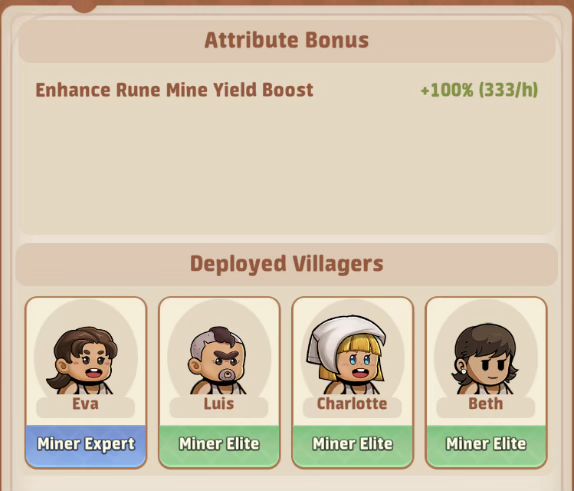 Attribute Bonus
Enhance Rune Mine Yield Boost +100% (333/h)
Deployed Villagers
Eva Luis Charlotte Beth
Miner Expert Miner Elite Miner Elite Miner Elite